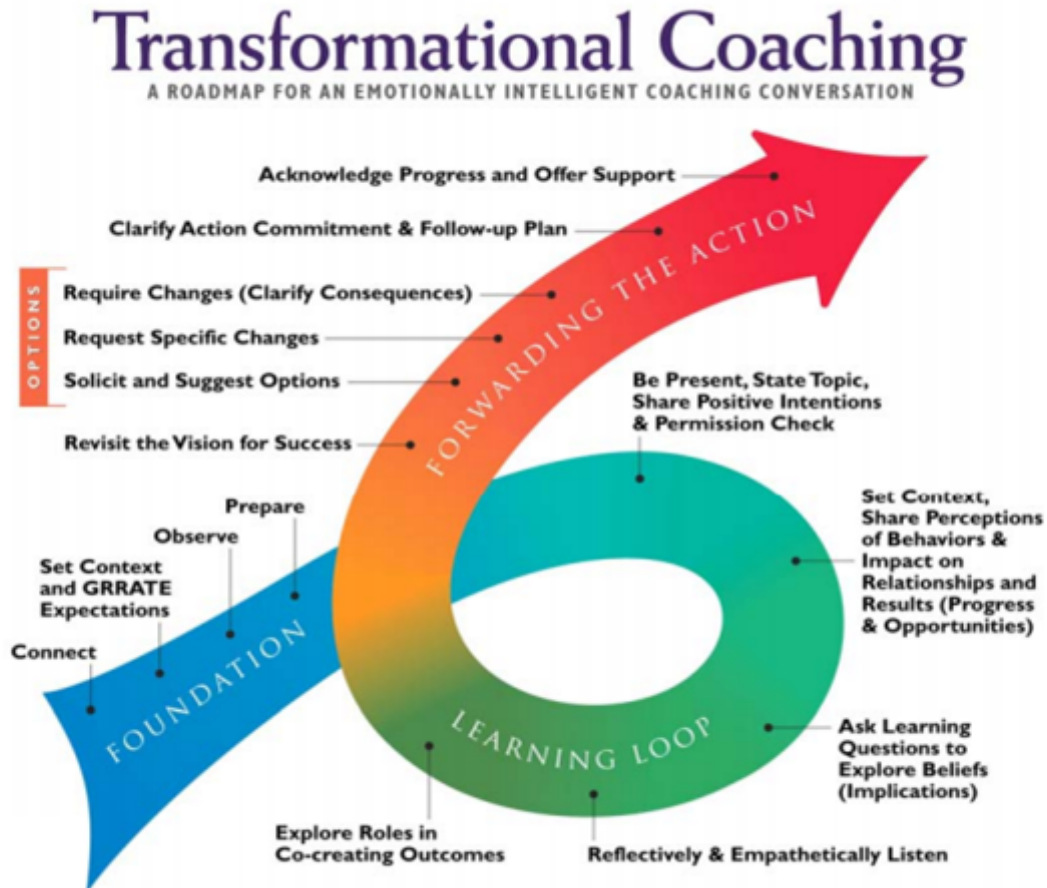 Transformational Coaching
A ROADMAP FOR AN EMOTIONALLY INTELLIGENT COACHING CONVERSATION
Acknowledge Progress and Offer Support
Clarify Action Commitment & Follow-up Plan
OPTIONS
Require Changes (Clarify Consequences)
Request Specific Changes
Solicit and Suggest Options
Revisit the Vision for Success
FORWARDING THE ACTION
Be Present, State Topic,
Share Positive Intentions
& Permission Check
Set Context,
Share Perceptions
of Behaviors &
Impact on
Relationships and
Results (Progress
& Opportunities)
Prepare
Observe
Set Context
and GRRATE
Expectations
Connect
FOUNDATION
LEARNING LOOP
Ask Learning
Questions to
Explore Beliefs
(Implications)
Explore Roles in
Co-creating Outcomes
Reflectively & Empathetically Listen